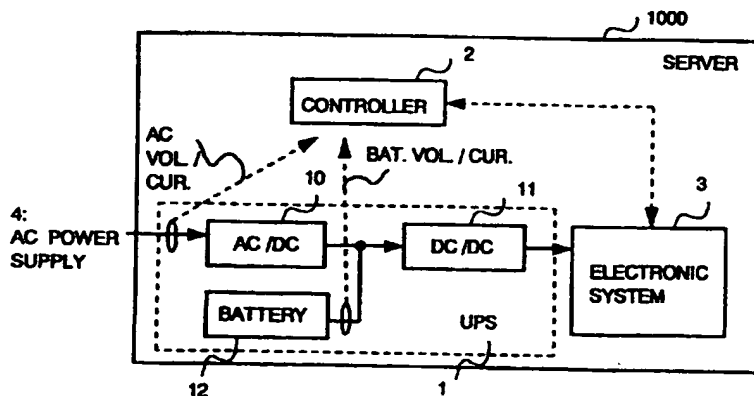 1000
SERVER
2
CONTROLLER
AC
VOL. /
CUR.
BAT. VOL. / CUR.
4:
AC POWER
SUPPLY
10
AC /DC
11
DC /DC
3
ELECTRONIC
SYSTEM
BATTERY
UPS
12
1